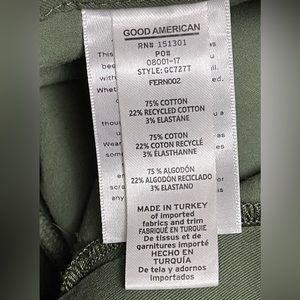 GOOD AMERICAN
RN# 151301
PO#
08001-17
STYLE: GC727T
FERN002
75% COTTON
22% RECYCLED COTTON
3% ELASTANE
75% COTON
22% COTON RECYCLÉ
3% ÉLASTHANNE
75 % ALGODÓN
22% ALGODÓN RECICLADO
3% ELASTANO
MADE IN TURKEY
of imported
fabrics and trim
FABRIQUÉ EN TURQUIE
De tissus et de
garnitures importés
HECHO EN
TURQUÍA
De tela y adornos
Importados